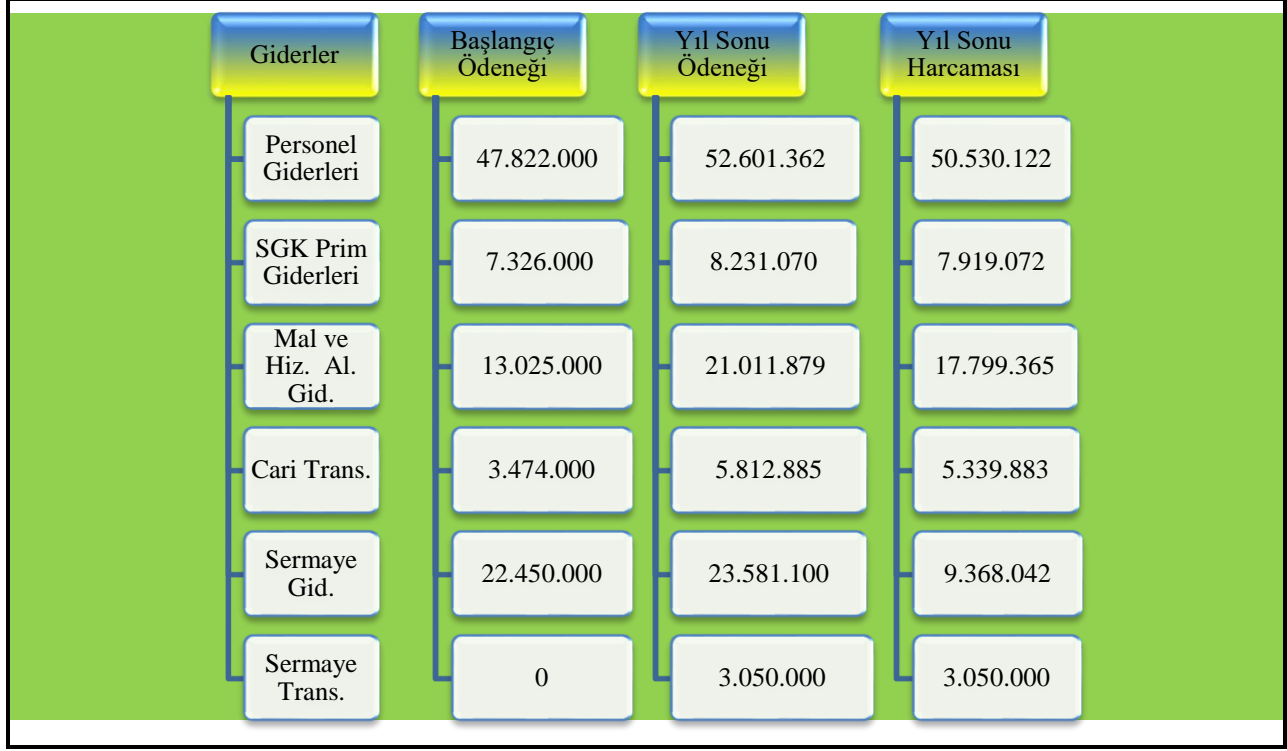 Giderler
Başlangıç
Ödeneği
Yıl Sonu
Ödeneği
Yıl Sonu
Harcaması
Personel
Giderleri
47.822.000
52.601.362
50.530.122
SGK Prim
Giderleri
7.326.000
8.231.070
7.919.072
Mal ve
Hiz. Al.
Gid.
13.025.000
21.011.879
17.799.365
Cari Trans.
3.474.000
5.812.885
5.339.883
Sermaye
Gid.
22.450.000
23.581.100
9.368.042
Sermaye
Trans.
0
3.050.000
3.050.000